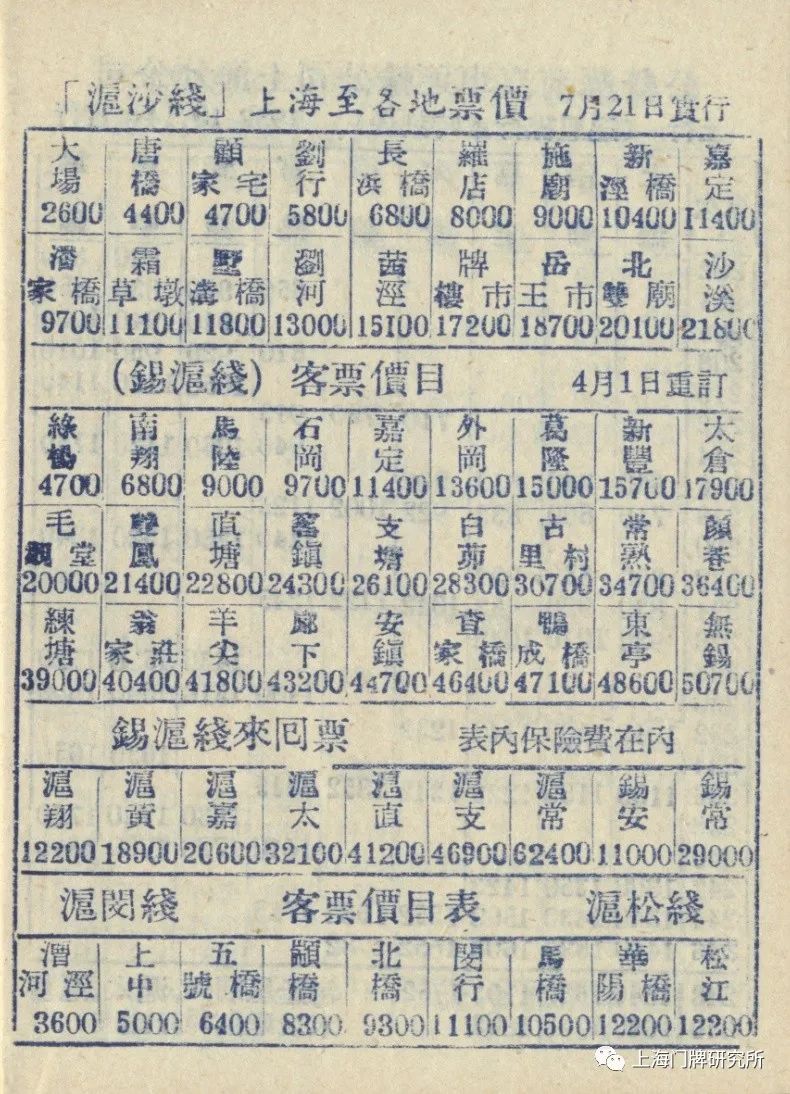 「滬沙綫」上海至各地票價 7月21日實行
大場 唐橋 顧家宅 劉行 長浜橋 羅店 施廟 新涇橋 嘉定
2600 4400 4700 5800 6800 8000 9000 10400 11400
潘家橋 霜草墩 墅溝橋 瀏河 茜涇 牌樓市 岳王市 北雙廟 沙溪
9700 11100 11800 13000 15100 17200 18700 20100 21800
(錫滬綫) 客票價目 4月1日重訂
綠楊 南翔 馬陸 石岡 嘉定 外岡 葛隆 新豐 太倉
4700 6800 9000 9700 11400 13600 15000 15700 17900
毛堂 雙鳳 直塘 窰鎮 支塘 白茆 古里村 常熟 顏巷
20000 21400 22800 24300 26100 28300 30700 34700 36400
練塘 翁家莊 羊尖 廊下 安鎮 查家橋 鴨成橋 東亭 無錫
39000 40400 41800 43200 44700 46400 47100 48600 50700
錫滬綫來回票 表內保險費在內
滬翔 滬黃 滬嘉 滬太 滬直 滬支 滬常 錫安 錫常
12200 18900 20600 32100 41200 46900 62400 11000 29000
滬閔綫 客票價目表 滬松綫
漕河涇 上中 五號橋 顓橋 北橋 閔行 馬橋 華陽橋 松江
3600 5000 6400 8300 9300 11100 10500 12200 12200
上海门牌研究所